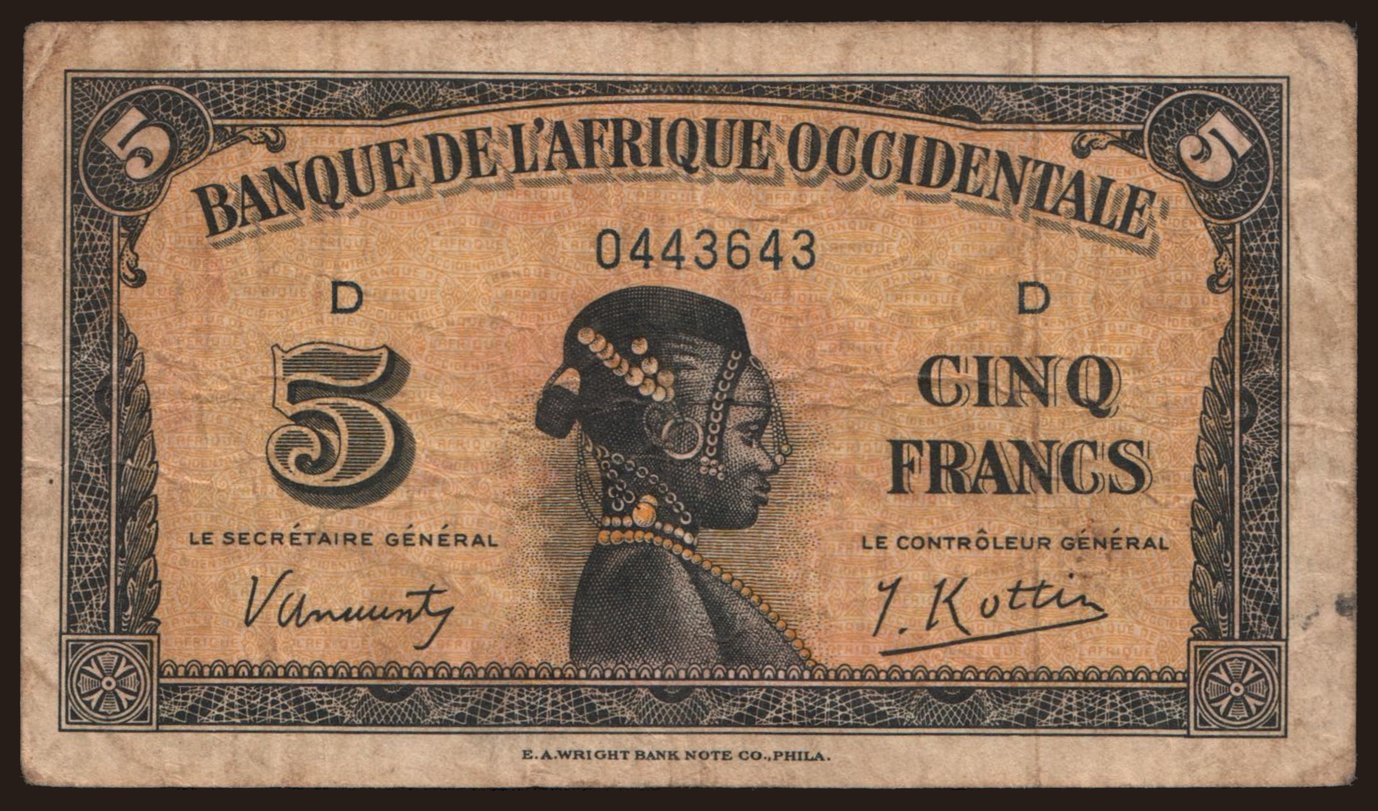 5 5
BANQUE DE L'AFRIQUE OCCIDENTALE
0443643
D D
5
CINQ
FRANCS
LE SECRÉTAIRE GÉNÉRAL
LE CONTRÔLEUR GÉNÉRAL
E.A.WRIGHT BANK NOTE CO.,PHILA.